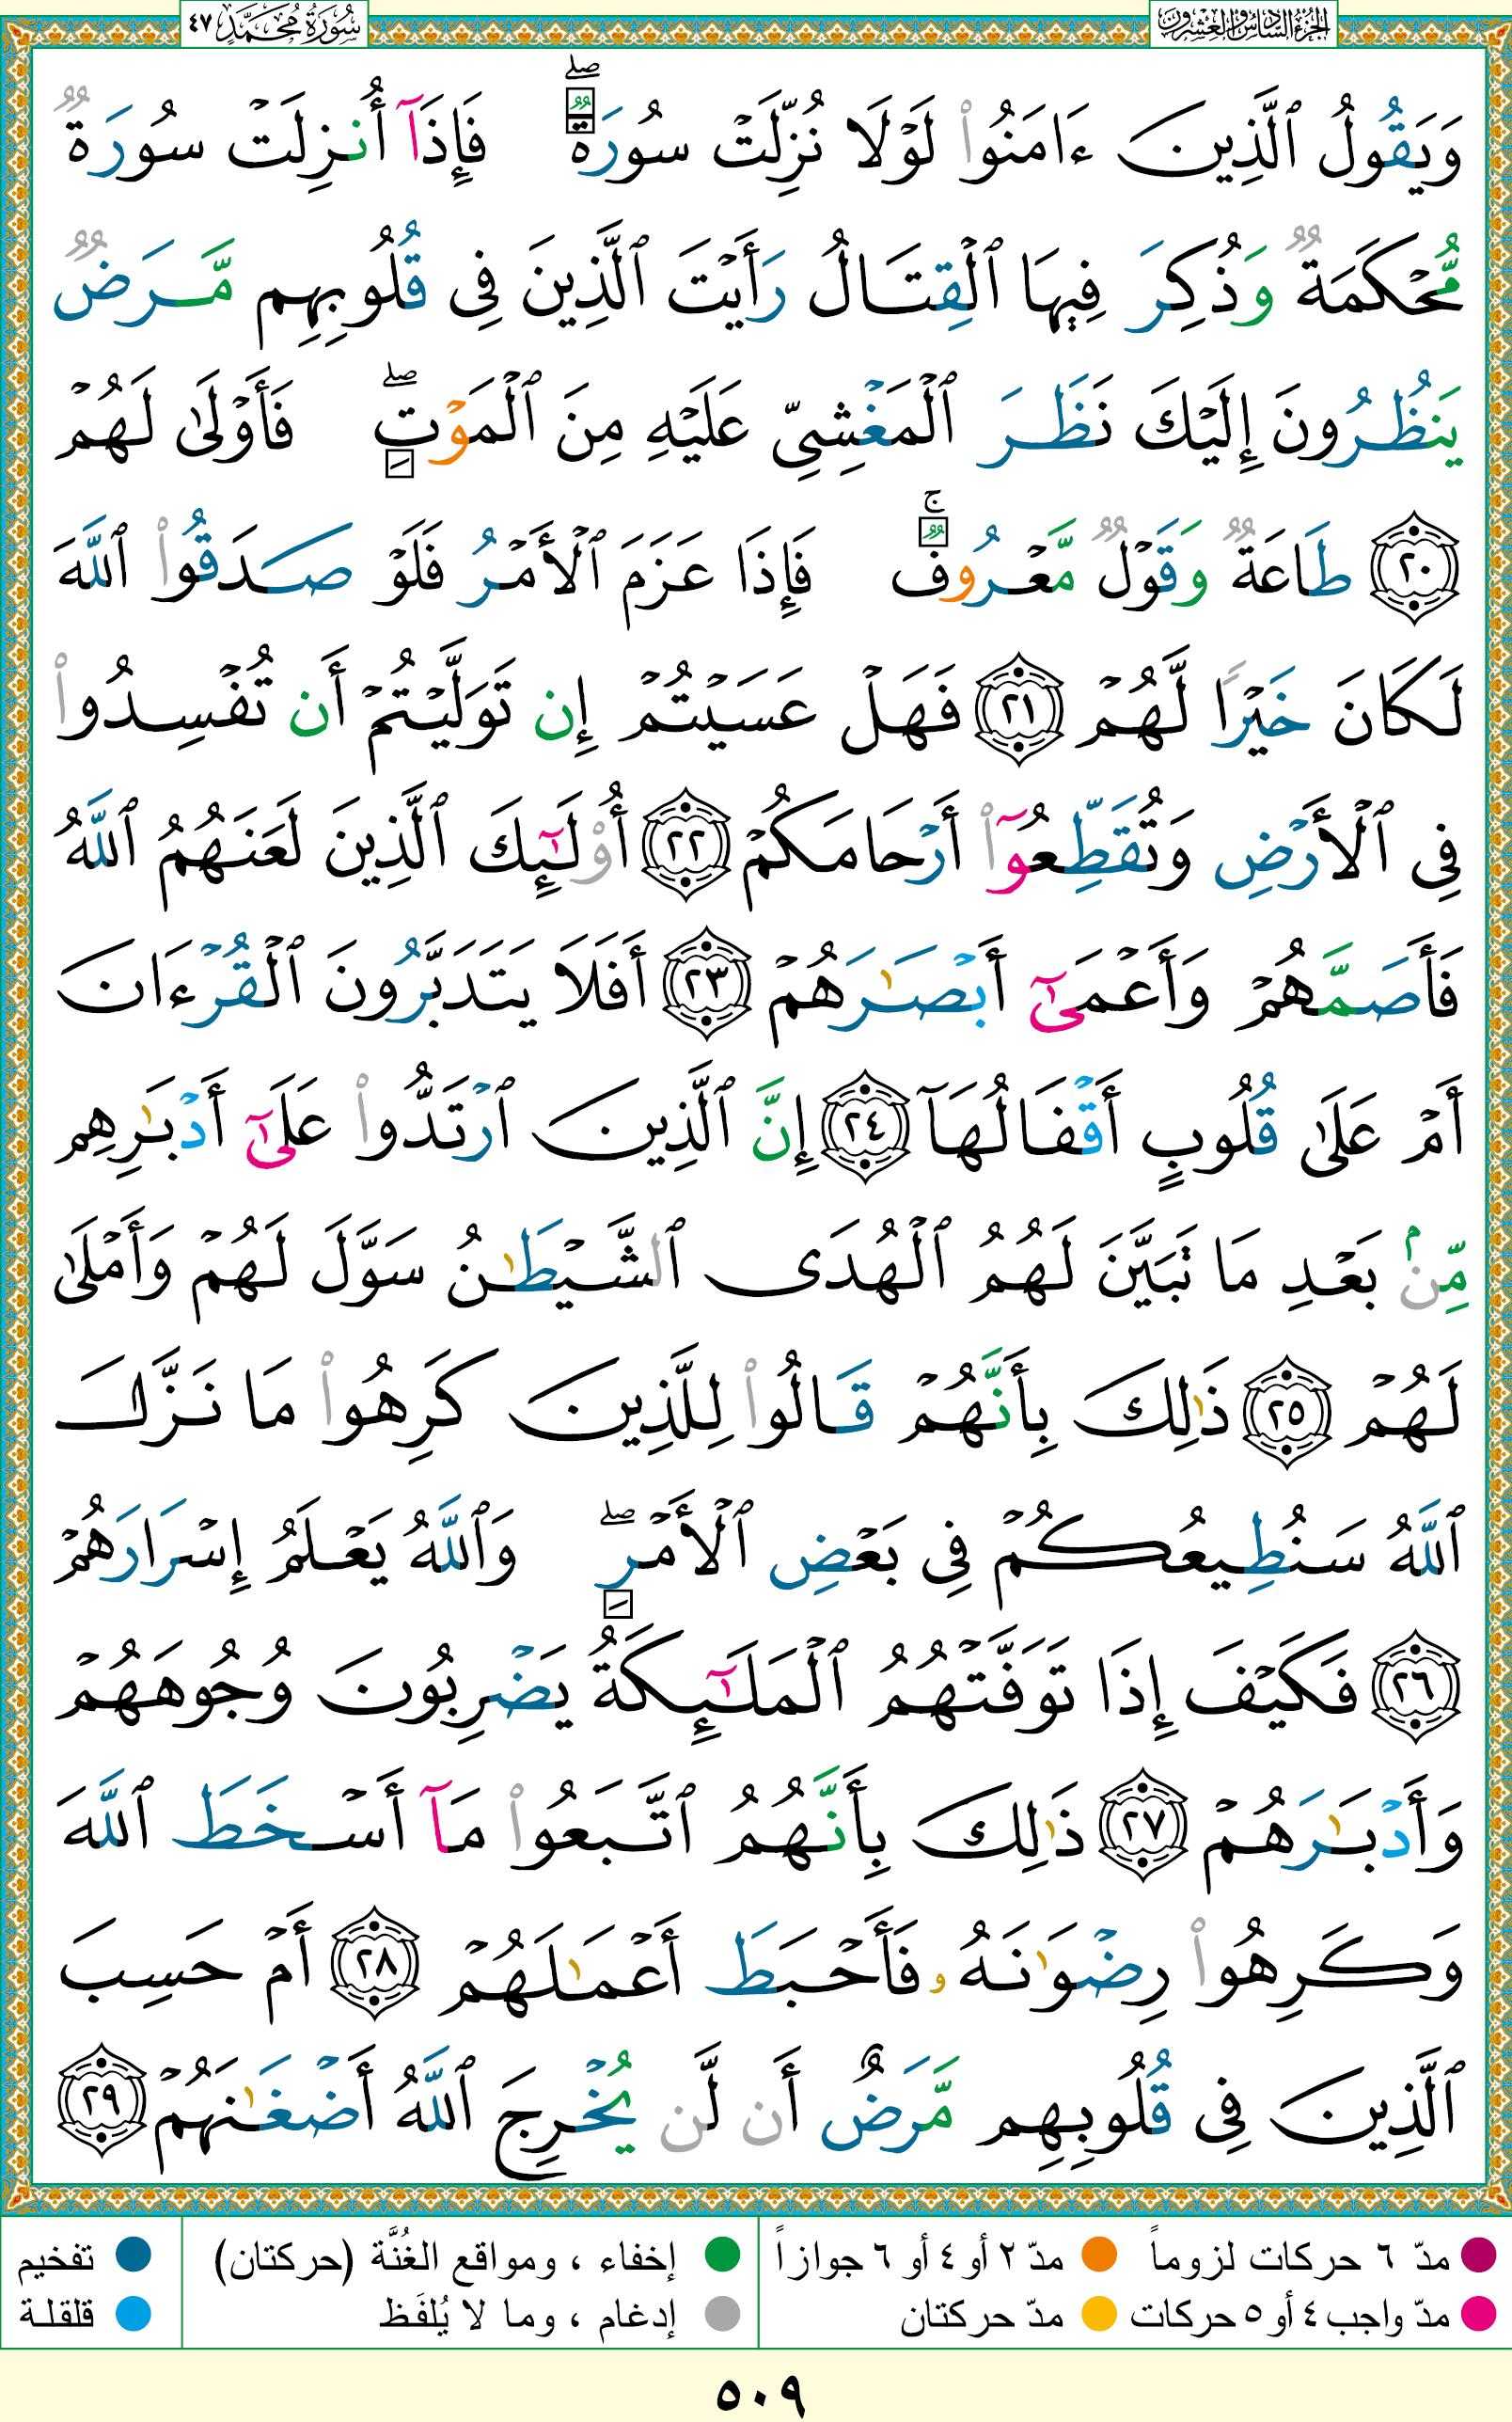 الجزء السادس والعشرون
سورة محمد ٤٧
وَيَقُولُ ٱلَّذِينَ ءَامَنُوا۟ لَوْلَا نُزِّلَتْ سُورَةٌ ۖ فَإِذَآ أُنزِلَتْ سُورَةٌ
مُّحْكَمَةٌ وَذُكِرَ فِيهَا ٱلْقِتَالُ رَأَيْتَ ٱلَّذِينَ فِى قُلُوبِهِم مَّرَضٌ
يَنظُرُونَ إِلَيْكَ نَظَرَ ٱلْمَغْشِىِّ عَلَيْهِ مِنَ ٱلْمَوْتِ ۖ فَأَوْلَىٰ لَهُمْ
٢٠ طَاعَةٌ وَقَوْلٌ مَّعْرُوفٌ ۚ فَإِذَا عَزَمَ ٱلْأَمْرُ فَلَوْ صَدَقُوا۟ ٱللَّهَ
لَكَانَ خَيْرًا لَّهُمْ ٢١ فَهَلْ عَسَيْتُمْ إِن تَوَلَّيْتُمْ أَن تُفْسِدُوا۟
فِى ٱلْأَرْضِ وَتُقَطِّعُوٓا۟ أَرْحَامَكُمْ ٢٢ أُو۟لَـٰٓئِكَ ٱلَّذِينَ لَعَنَهُمُ ٱللَّهُ
فَأَصَمَّهُمْ وَأَعْمَىٰٓ أَبْصَـٰرَهُمْ ٢٣ أَفَلَا يَتَدَبَّرُونَ ٱلْقُرْءَانَ
أَمْ عَلَىٰ قُلُوبٍ أَقْفَالُهَآ ٢٤ إِنَّ ٱلَّذِينَ ٱرْتَدُّوا۟ عَلَىٰٓ أَدْبَـٰرِهِم
مِّنۢ بَعْدِ مَا تَبَيَّنَ لَهُمُ ٱلْهُدَى ٱلشَّيْطَـٰنُ سَوَّلَ لَهُمْ وَأَمْلَىٰ
لَهُمْ ٢٥ ذَٰلِكَ بِأَنَّهُمْ قَالُوا۟ لِلَّذِينَ كَرِهُوا۟ مَا نَزَّلَ
ٱللَّهُ سَنُطِيعُكُمْ فِى بَعْضِ ٱلْأَمْرِ ۖ وَٱللَّهُ يَعْلَمُ إِسْرَارَهُمْ
٢٦ فَكَيْفَ إِذَا تَوَفَّتْهُمُ ٱلْمَلَـٰٓئِكَةُ يَضْرِبُونَ وُجُوهَهُمْ
وَأَدْبَـٰرَهُمْ ٢٧ ذَٰلِكَ بِأَنَّهُمُ ٱتَّبَعُوا۟ مَآ أَسْخَطَ ٱللَّهَ
وَكَرِهُوا۟ رِضْوَٰنَهُۥ فَأَحْبَطَ أَعْمَـٰلَهُمْ ٢٨ أَمْ حَسِبَ
ٱلَّذِينَ فِى قُلُوبِهِم مَّرَضٌ أَن لَّن يُخْرِجَ ٱللَّهُ أَضْغَـٰنَهُمْ ٢٩
مدّ ٦ حركات لزوماً مدّ ٢ أو ٤ أو ٦ جوازاً إخفاء ، ومواقع الغُنَّة (حركتان) تفخيم
مدّ واجب ٤ أو ٥ حركات مدّ حركتان إدغام ، وما لا يُلفَظ قلقلة
٥٠٩